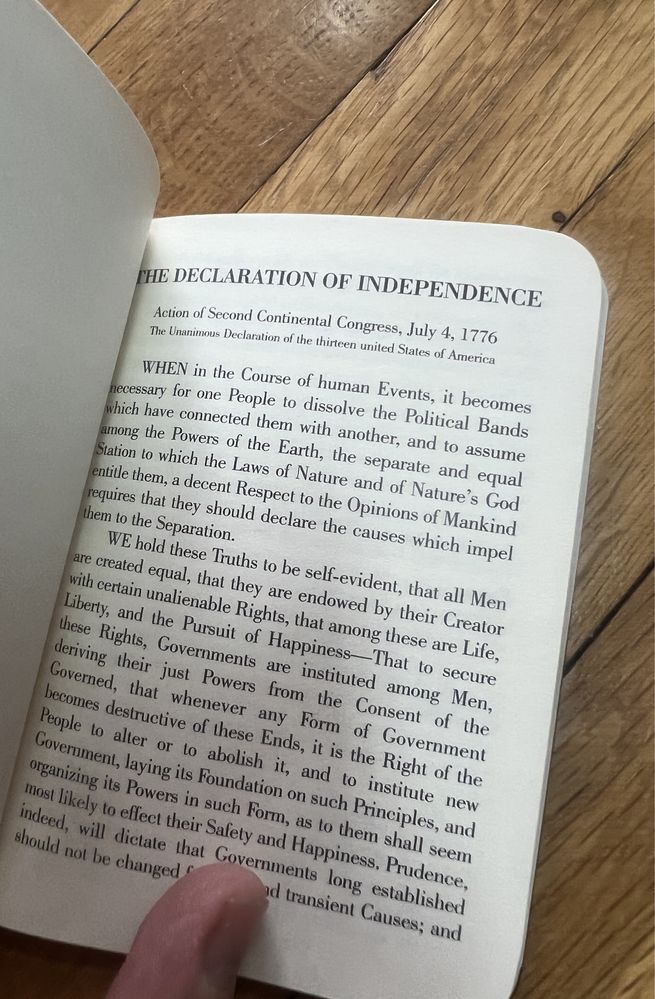 THE DECLARATION OF INDEPENDENCE
Action of Second Continental Congress, July 4, 1776
The Unanimous Declaration of the thirteen united States of America
WHEN in the Course of human Events, it becomes
necessary for one People to dissolve the Political Bands
which have connected them with another, and to assume
among the Powers of the Earth, the separate and equal
Station to which the Laws of Nature and of Nature's God
entitle them, a decent Respect to the Opinions of Mankind
requires that they should declare the causes which impel
them to the Separation.
WE hold these Truths to be self-evident, that all Men
are created equal, that they are endowed by their Creator
with certain unalienable Rights, that among these are Life,
Liberty, and the Pursuit of Happiness—That to secure
these Rights, Governments are instituted among Men,
deriving their just Powers from the Consent of the
Governed, that whenever any Form of Government
becomes destructive of these Ends, it is the Right of the
People to alter or to abolish it, and to institute new
Government, laying its Foundation on such Principles, and
organizing its Powers in such Form, as to them shall seem
most likely to effect their Safety and Happiness. Prudence,
indeed, will dictate that Governments long established
should not be changed transient Causes; and